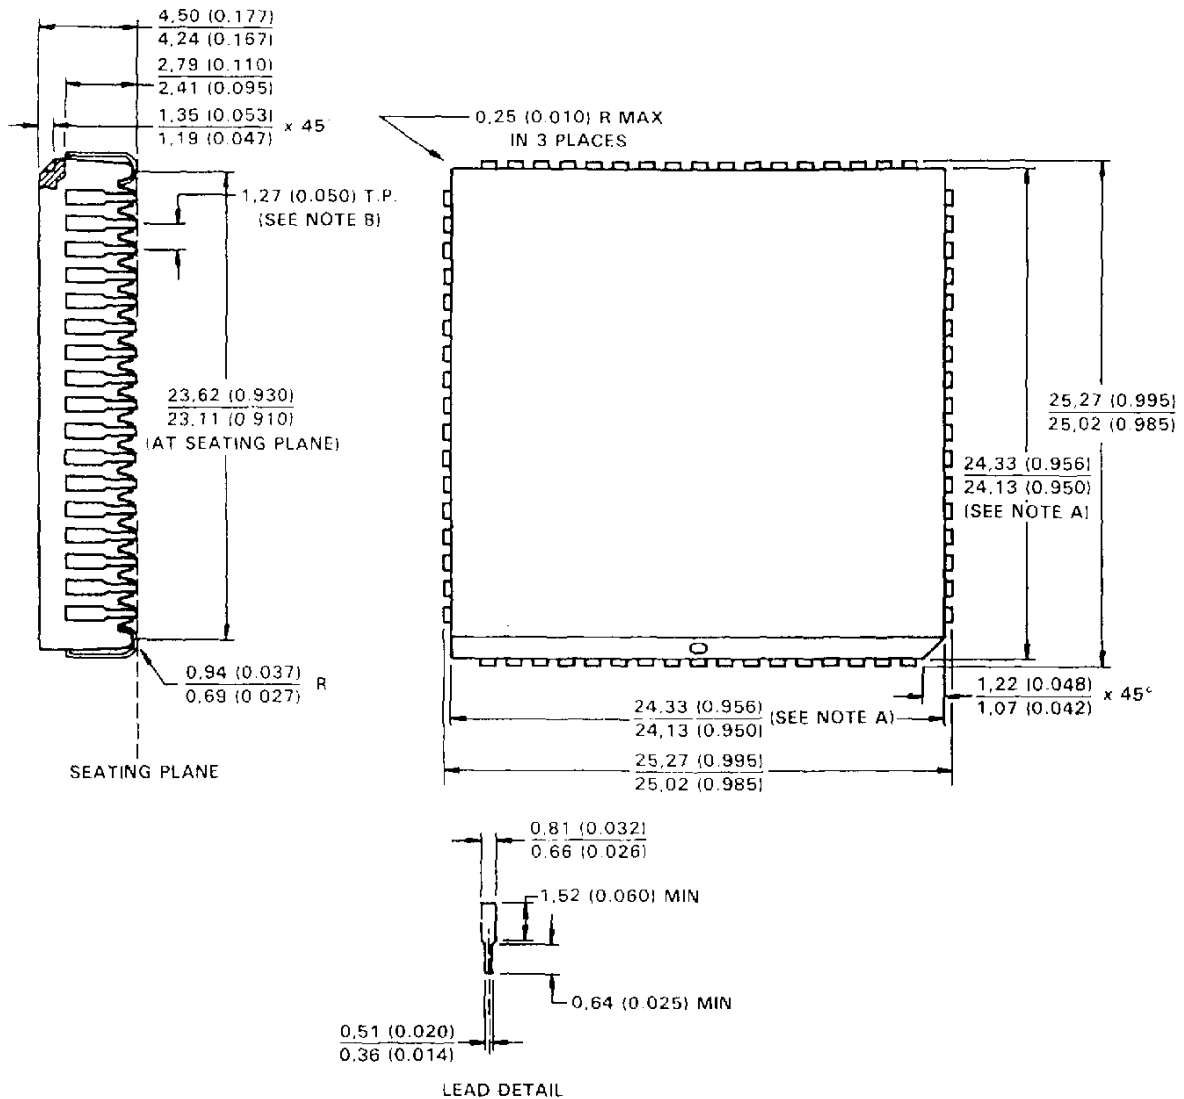 4,50 (0.177)
4,24 (0.167)
2,79 (0.110)
2,41 (0.095)
1,35 (0.053)
1,19 (0.047)
x 45
0,25 (0.010) R MAX
IN 3 PLACES
1,27 (0.050) T.P.
(SEE NOTE B)
23,62 (0.930)
23,11 (0.910)
(AT SEATING PLANE)
25,27 (0.995)
25,02 (0.985)
24,33 (0.956)
24,13 (0.950)
(SEE NOTE A)
0,94 (0.037)
0,69 (0 027)
R
1,22 (0.048)
1,07 (0.042)
x 45°
24,33 (0.956)
24,13 (0.950)
(SEE NOTE A)
SEATING PLANE
25,27 (0.995)
25,02 (0.985)
0,81 (0.032)
0.66 (0.026)
1,52 (0.060) MIN
0,64 (0.025) MIN
0,51 (0.020)
0.36 (0.014)
LEAD DETAIL